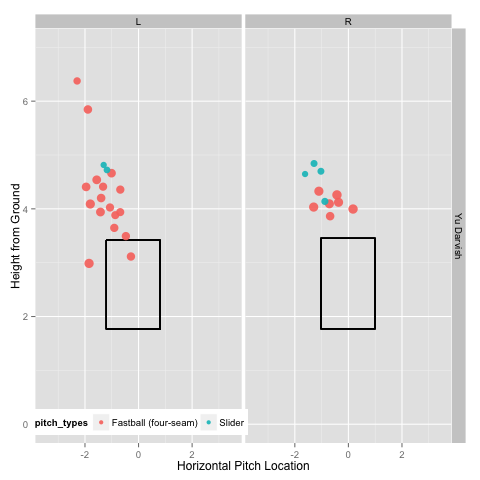 L
R
6
4
2
0
Height from Ground
Yu Darvish
pitch_types Fastball (four-seam) Slider
-2 0 2
-2 0 2
Horizontal Pitch Location